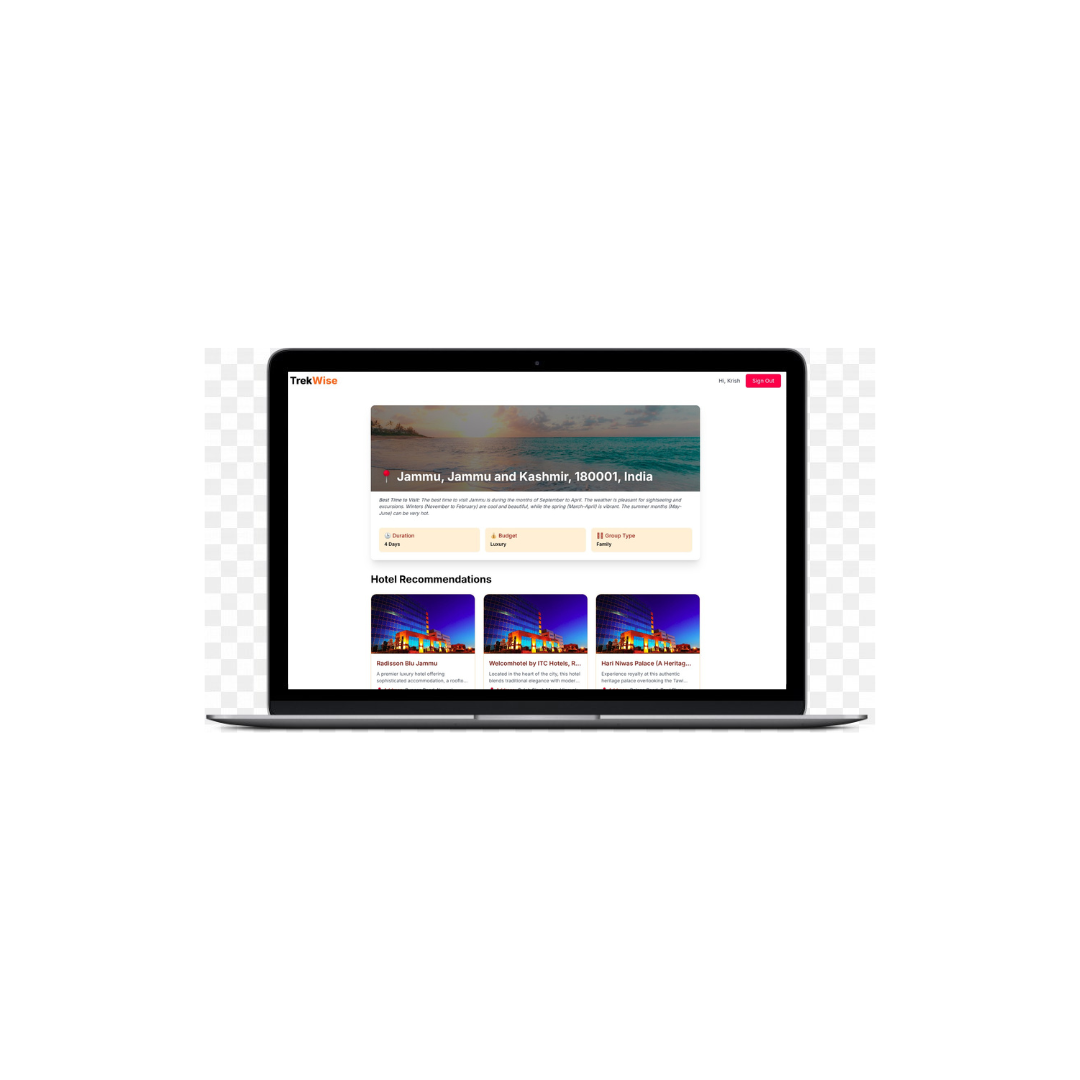 TrekWise
Hi, Krish
Sign Out
Jammu, Jammu and Kashmir, 180001, India
Best Time to Visit: The best time to visit Jammu is during the months of September to April. The weather is pleasant for sightseeing and
excursions. Winters (November to February) are cool and beautiful, while the spring (March-April) is vibrant. The summer months (May-
June) can be very hot.
Duration
4 Days
Budget
Luxury
Group Type
Family
Hotel Recommendations
Radisson Blu Jammu
A premier luxury hotel offering
sophisticated accommodation, a roofto...
Welcomhotel by ITC Hotels, R...
Located in the heart of the city, this hotel
blends traditional elegance with moder...
Hari Niwas Palace (A Heritag...
Experience royalty at this authentic
heritage palace overlooking the Tawi...